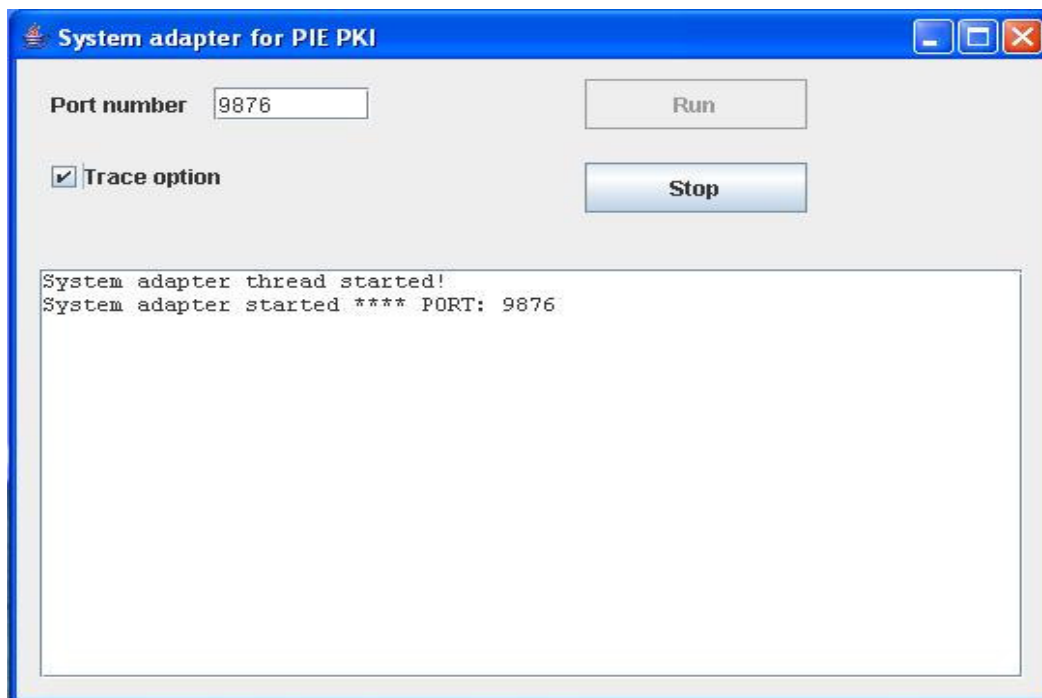 System adapter for PIE PKI
Port number 9876 Run
Trace option Stop
System adapter thread started!
System adapter started **** PORT: 9876